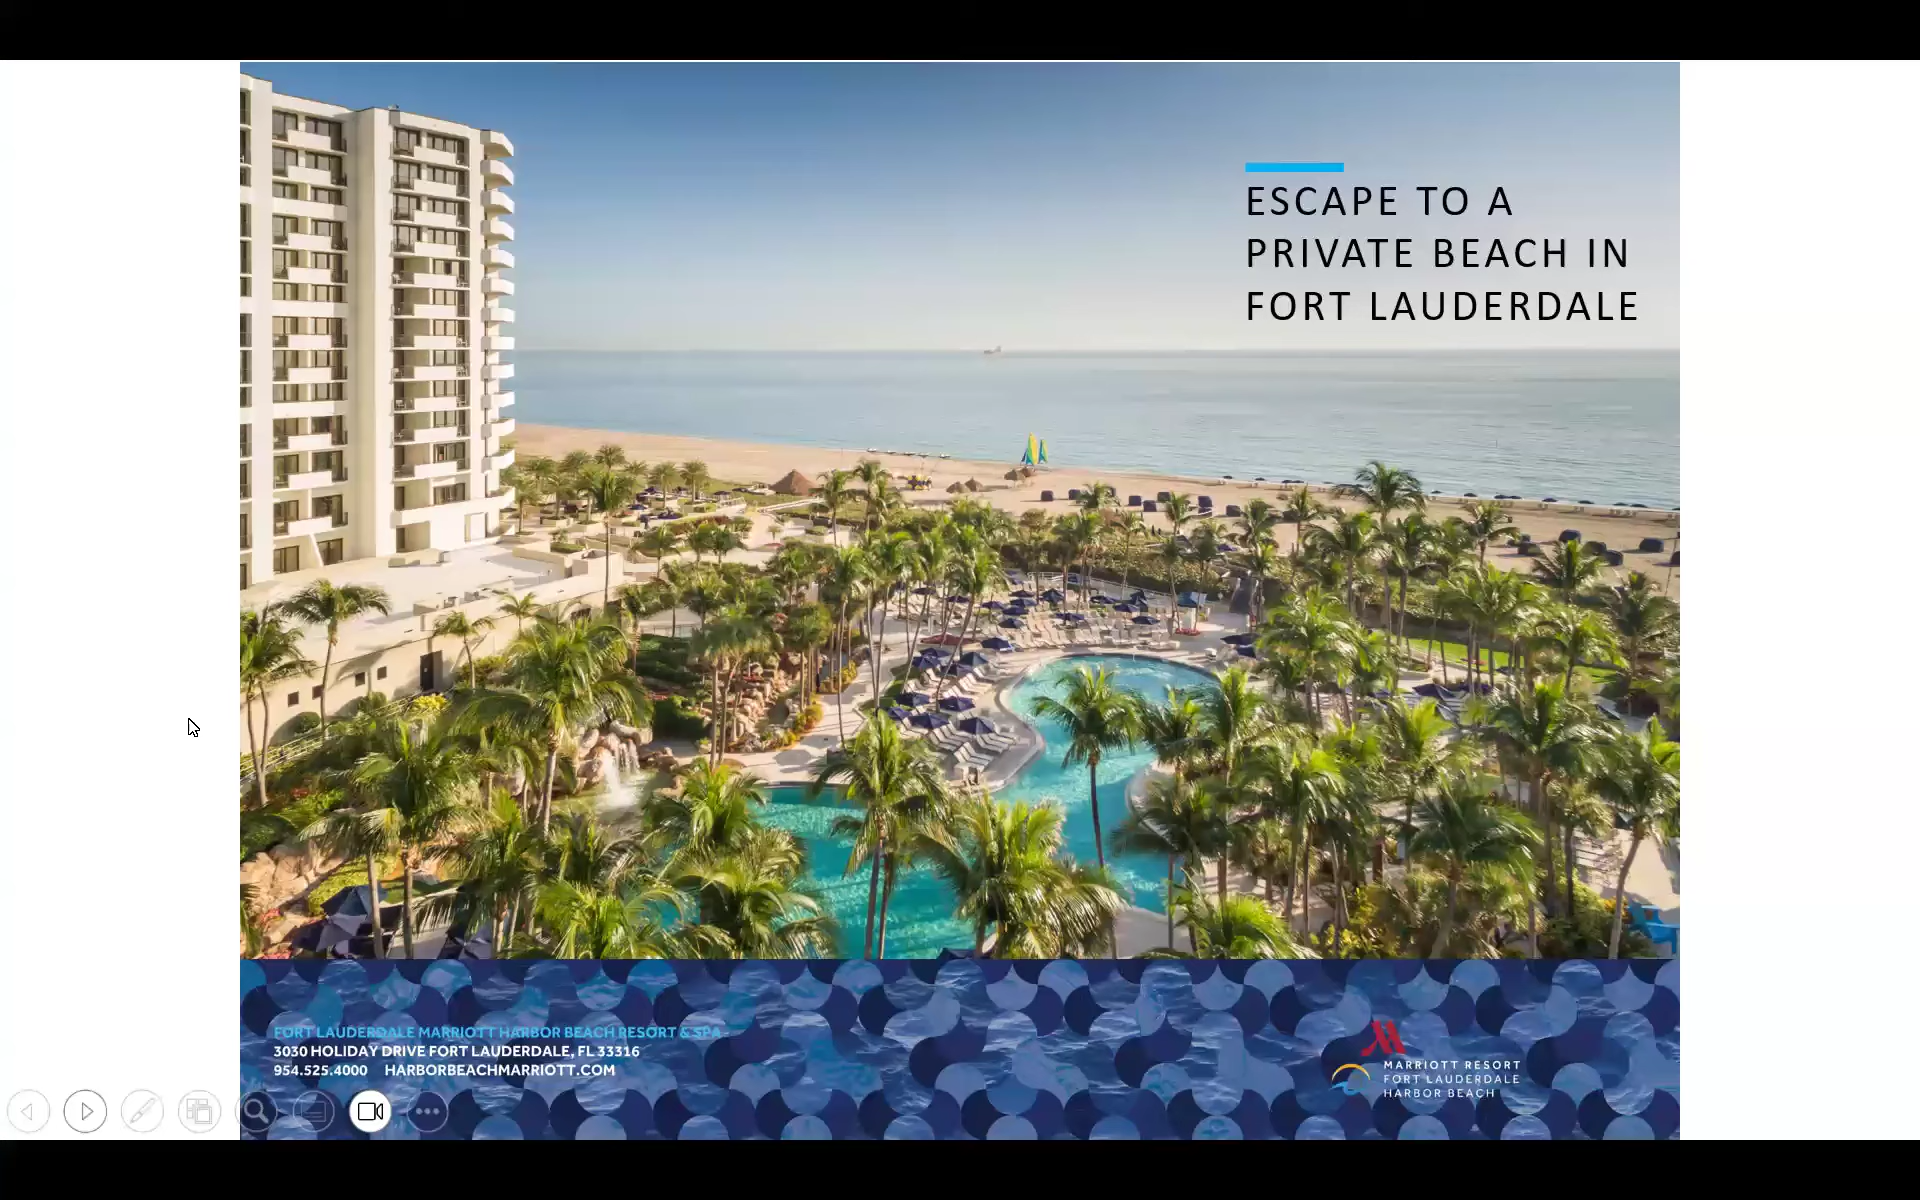 ESCAPE TO A
PRIVATE BEACH IN
FORT LAUDERDALE
FORT LAUDERDALE MARRIOTT HARBOR BEACH RESORT & SPA -
3030 HOLIDAY DRIVE FORT LAUDERDALE, FL 33316
954.525.4000 HARBORBEACHMARRIOTT.COM
MARRIOTT RESORT
FORT LAUDERDALE
HARBOR BEACH